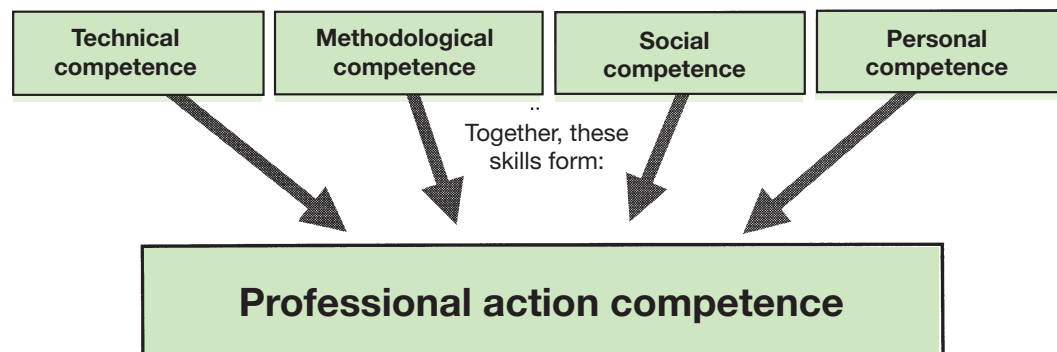 Technical
competence
Methodological
competence
Social
competence
Personal
competence
..
Together, these
skills form:
Professional action competence